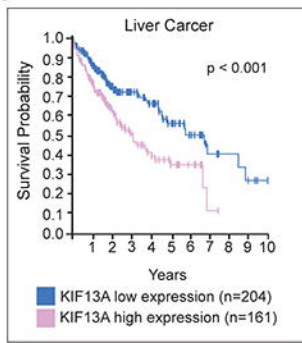 Liver Carcer
p < 0.001
Survival Probability
1.0
0.9
0.8
0.7
0.6
0.5
0.4
0.3
0.2
0.1
0.0
1 2 3 4 5 6 7 8 9 10
Years
KIF13A low expression (n=204)
KIF13A high expression (n=161)